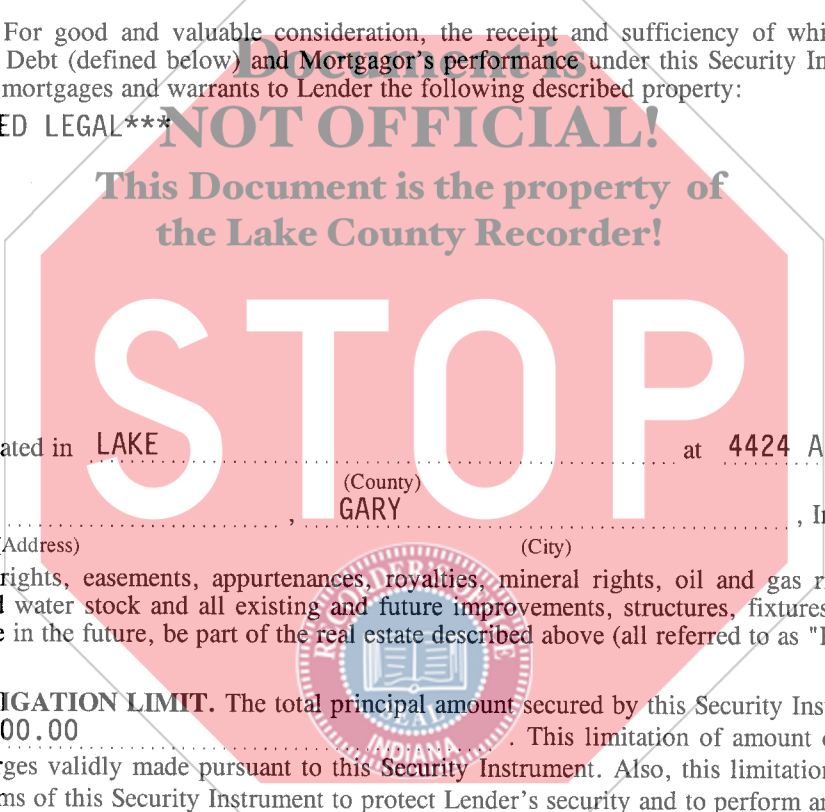 For good and valuable consideration, the receipt and sufficiency of whi
Debt (defined below) and Mortgagor's performance under this Security In
mortgages and warrants to Lender the following described property:
ED LEGAL***
Document is
NOT OFFICIAL!
This Document is the property of
the Lake County Recorder!
STOP
ated in LAKE at 4424 A
(County)
, GARY , In
(Address) (City)
rights, easements, appurtenances, royalties, mineral rights, oil and gas r
water stock and all existing and future improvements, structures, fixtures
e in the future, be part of the real estate described above (all referred to as "
RECORDER'S OFFICE
SEAL
INDIANA
IGATION LIMIT. The total principal amount secured by this Security Ins
00.00 . This limitation of amount
rges validly made pursuant to this Security Instrument. Also, this limitation
ms of this Security Instrument to protect Lender's security and to perform a